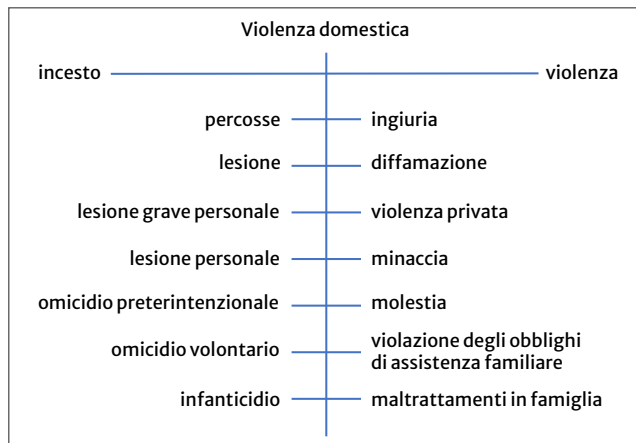 Violenza domestica
incesto violenza
percosse ingiuria
lesione diffamazione
lesione grave personale violenza privata
lesione personale minaccia
omicidio preterintenzionale molestia
omicidio volontario violazione degli obblighi
di assistenza familiare
infanticidio maltrattamenti in famiglia